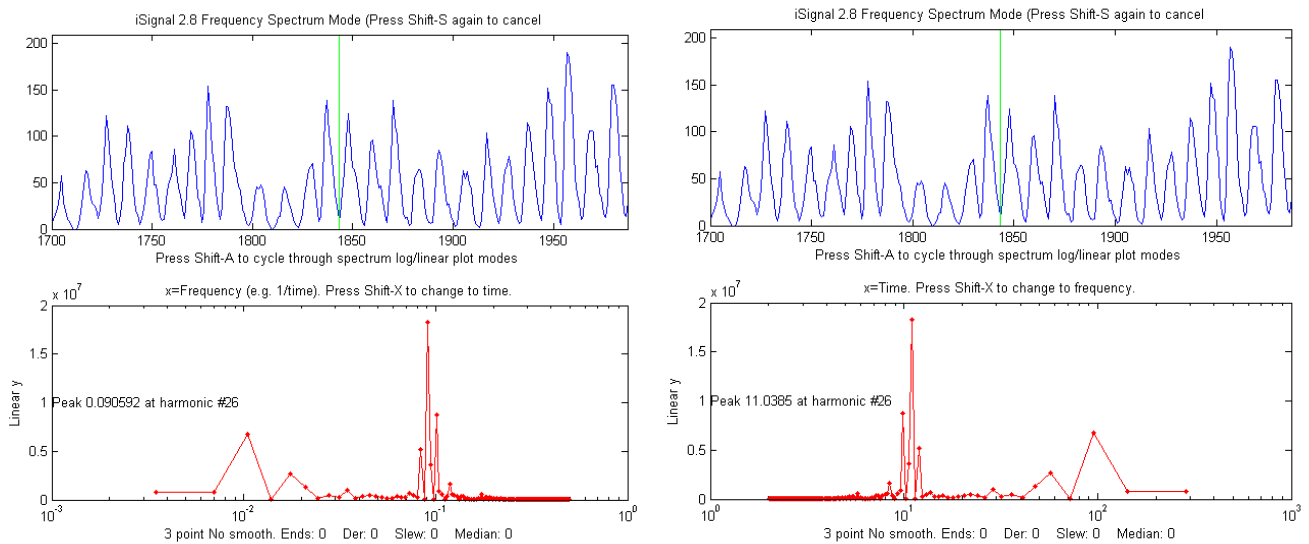 iSignal 2.8 Frequency Spectrum Mode (Press Shift-S again to cancel
200
150
100
50
0
1700 1750 1800 1850 1900 1950
Press Shift-A to cycle through spectrum log/linear plot modes
x 10^7
x=Frequency (e.g. 1/time). Press Shift-X to change to time.
2
1.5
1
0.5
0
Linear y
Peak 0.090592 at harmonic #26
10^-3 10^-2 10^-1 10^0
3 point No smooth. Ends: 0 Der: 0 Slew: 0 Median: 0
iSignal 2.8 Frequency Spectrum Mode (Press Shift-S again to cancel
200
150
100
50
0
1700 1750 1800 1850 1900 1950
Press Shift-A to cycle through spectrum log/linear plot modes
x 10^7
x=Time. Press Shift-X to change to frequency.
2
1.5
1
0.5
0
Linear y
Peak 11.0385 at harmonic #26
10^0 10^1 10^2 10^3
3 point No smooth. Ends: 0 Der: 0 Slew: 0 Median: 0